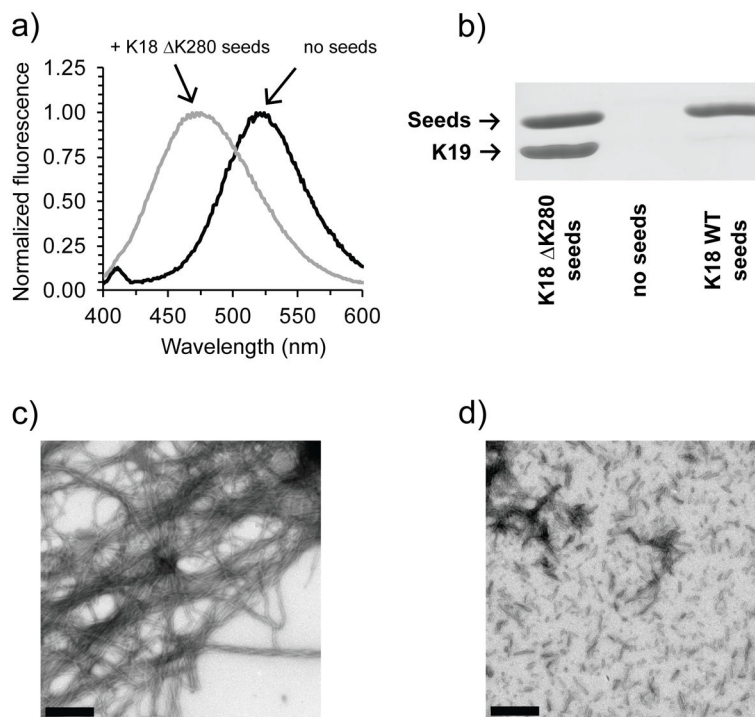 a)
+ K18 ΔK280 seeds
no seeds
Normalized fluorescence
1.25
1.00
0.75
0.50
0.25
0.00
400
450
500
550
600
Wavelength (nm)
b)
Seeds →
K19 →
K18 ΔK280
seeds
no seeds
K18 WT
seeds
c)
d)